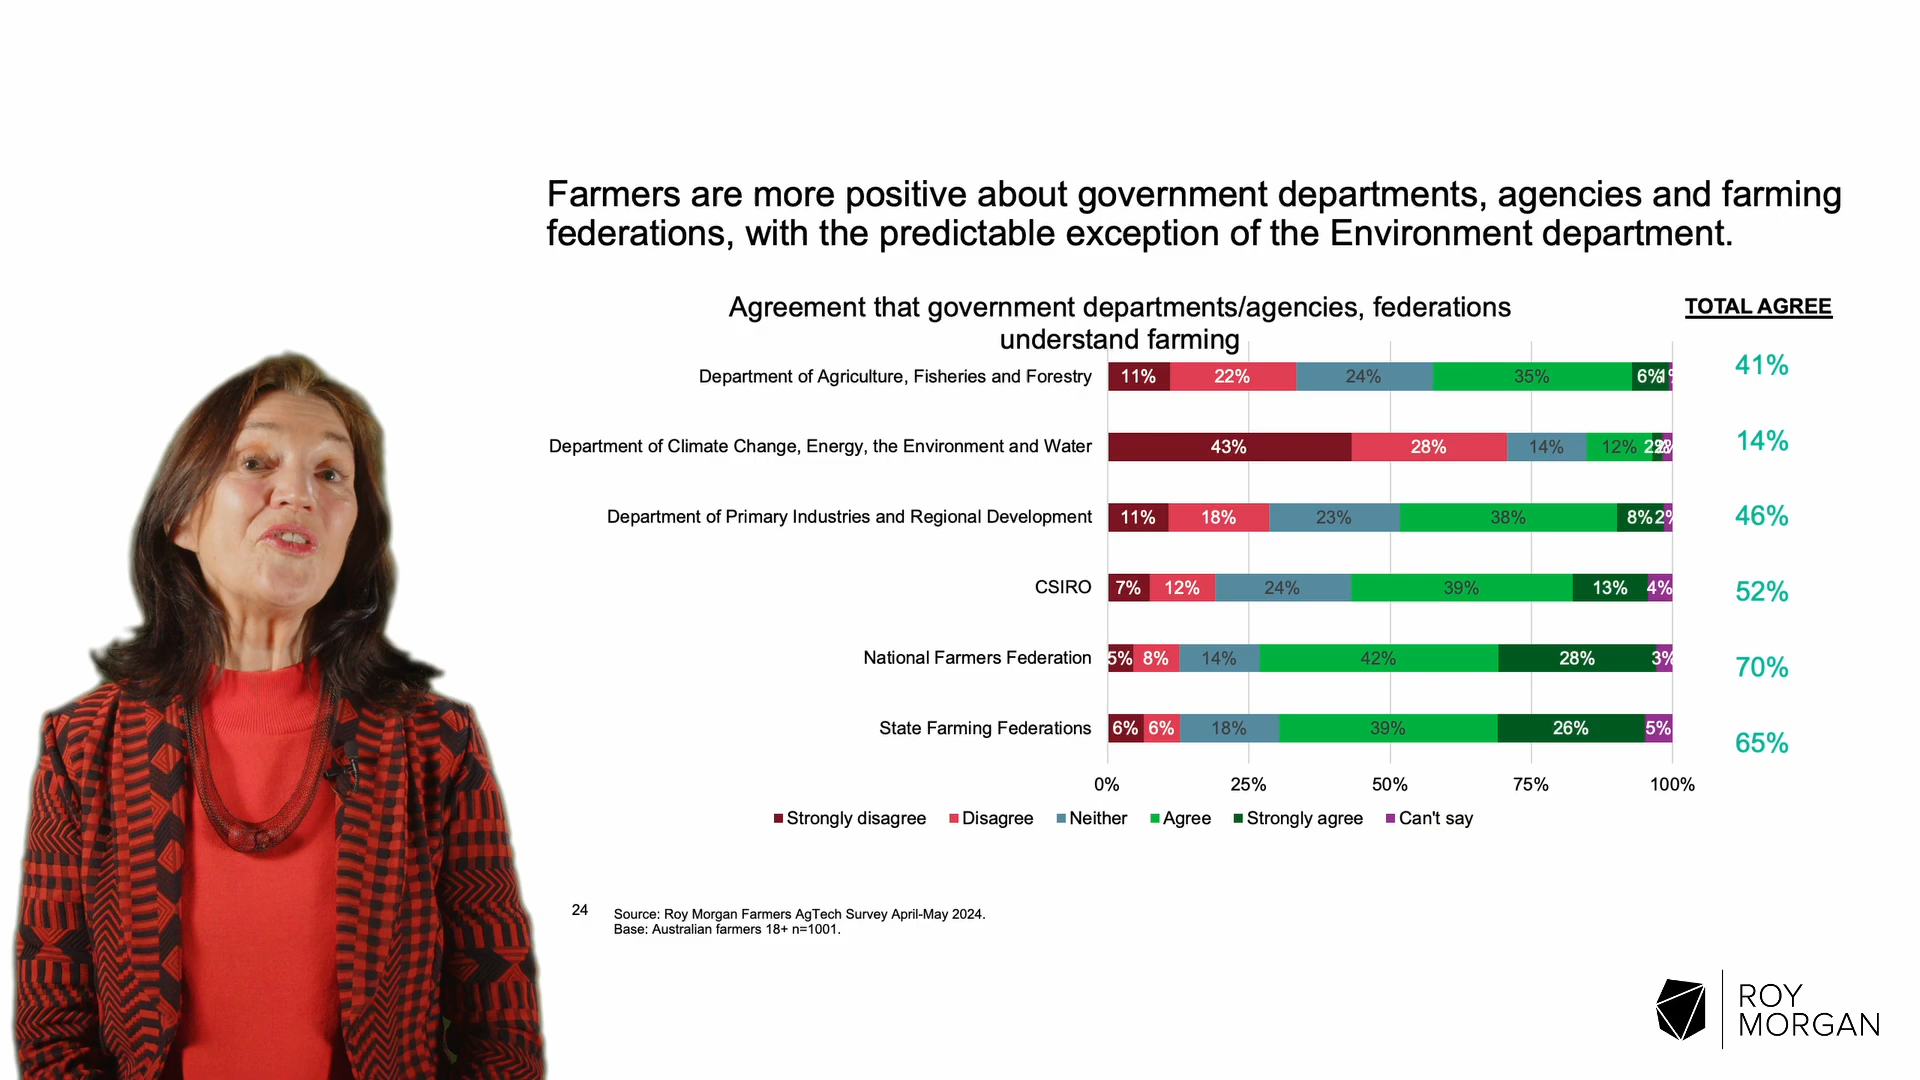 Farmers are more positive about government departments, agencies and farming
federations, with the predictable exception of the Environment department.
Agreement that government departments/agencies, federations
understand farming
TOTAL AGREE
Department of Agriculture, Fisheries and Forestry 11% 22% 24% 35% 6% 1% 41%
Department of Climate Change, Energy, the Environment and Water 43% 28% 14% 12% 2% 2% 14%
Department of Primary Industries and Regional Development 11% 18% 23% 38% 8% 2% 46%
CSIRO 7% 12% 24% 39% 13% 4% 52%
National Farmers Federation 5% 8% 14% 42% 28% 3% 70%
State Farming Federations 6% 6% 18% 39% 26% 5% 65%
0% 25% 50% 75% 100%
Strongly disagree Disagree Neither Agree Strongly agree Can't say
24
Source: Roy Morgan Farmers AgTech Survey April-May 2024.
Base: Australian farmers 18+ n=1001.
ROY
MORGAN